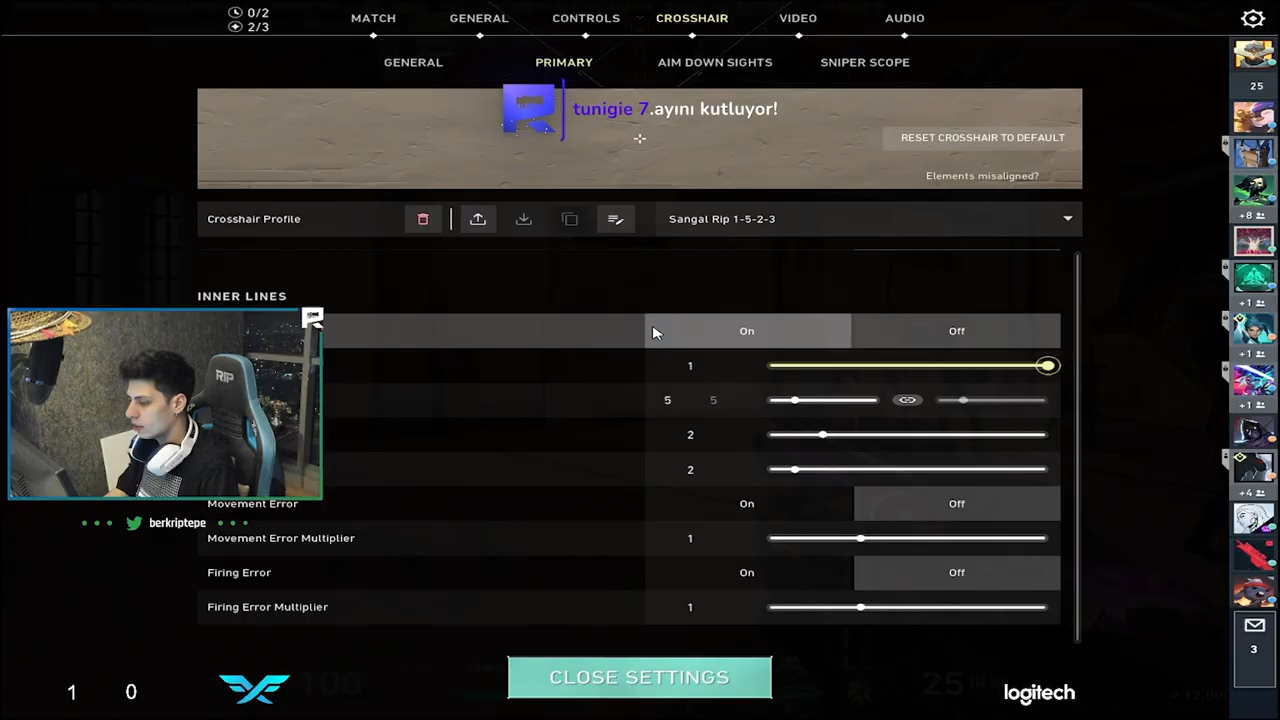 0/2
2/3
MATCH GENERAL CONTROLS CROSSHAIR VIDEO AUDIO
GENERAL PRIMARY AIM DOWN SIGHTS SNIPER SCOPE
tunigie 7.ayını kutluyor!
RESET CROSSHAIR TO DEFAULT
Elements misaligned?
Crosshair Profile Sangal Rip 1-5-2-3
INNER LINES
On Off
1
5 5
2
2
Movement Error On Off
Movement Error Multiplier 1
Firing Error On Off
Firing Error Multiplier 1
RIP
berkriptepe
CLOSE SETTINGS
1 0
100
25
logitech
25
+8
+1
+1
+1
+4
3